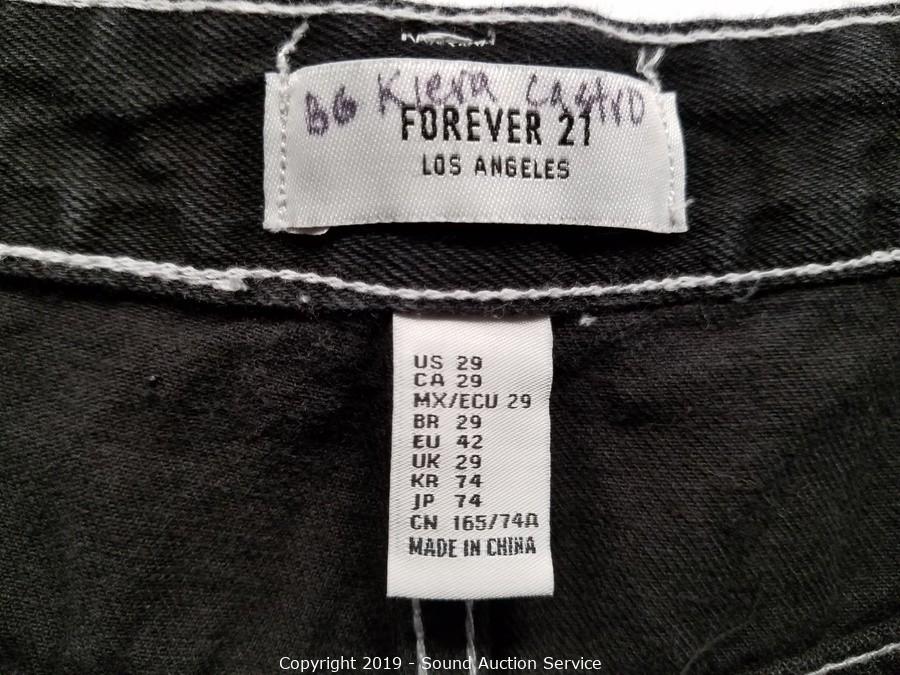 BG Kiera Castro
FOREVER 21
LOS ANGELES
US 29
CA 29
MX/ECU 29
BR 29
EU 42
UK 29
KR 74
JP 74
CN 165/74A
MADE IN CHINA
Copyright 2019 - Sound Auction Service